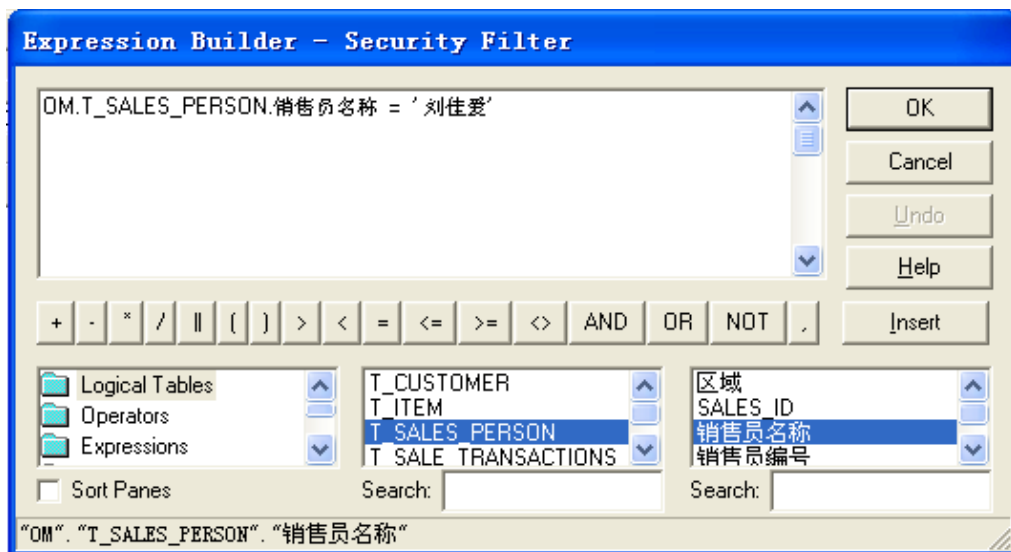 Expression Builder - Security Filter
OM.T_SALES_PERSON.销售员名称 = ' 刘佳爱'
OK
Cancel
Undo
Help
+ - * / || ( ) > < = <= >= <> AND OR NOT , Insert
Logical Tables
Operators
Expressions
T_CUSTOMER
T_ITEM
T_SALES_PERSON
T_SALE_TRANSACTIONS
区域
SALES_ID
销售员名称
销售员编号
Sort Panes Search: Search:
"OM"."T_SALES_PERSON"."销售员名称"